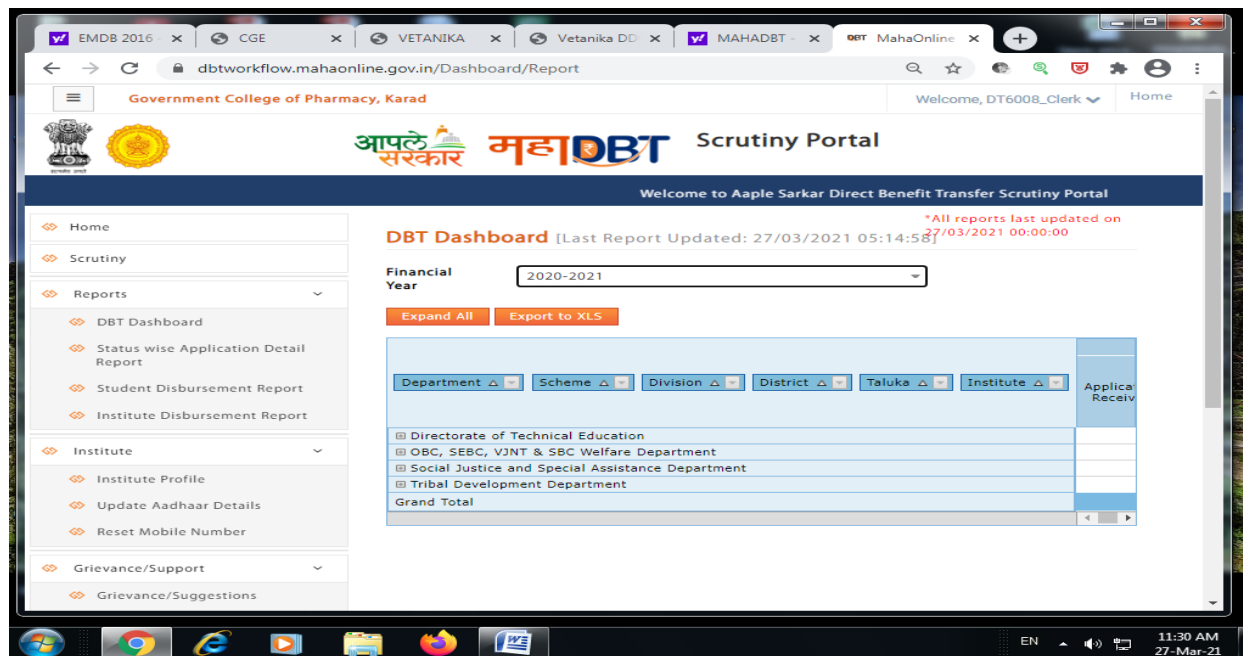 EMDB 2016 -
CGE
VETANIKA
Vetanika DD
MAHADBT -
DBT MahaOnline
dbtworkflow.mahaonline.gov.in/Dashboard/Report
Government College of Pharmacy, Karad
Welcome, DT6008_Clerk
Home
आपले सरकार
महाDBT
Scrutiny Portal
सत्यमेव जयते
Welcome to Aaple Sarkar Direct Benefit Transfer Scrutiny Portal
Home
Scrutiny
Reports
DBT Dashboard
Status wise Application Detail
Report
Student Disbursement Report
Institute Disbursement Report
Institute
Institute Profile
Update Aadhaar Details
Reset Mobile Number
Grievance/Support
Grievance/Suggestions
*All reports last updated on
27/03/2021 00:00:00
DBT Dashboard [Last Report Updated: 27/03/2021 05:14:58]
Financial
Year
2020-2021
Expand All
Export to XLS
Department
Scheme
Division
District
Taluka
Institute
Applica
Receiv
Directorate of Technical Education
OBC, SEBC, VJNT & SBC Welfare Department
Social Justice and Special Assistance Department
Tribal Development Department
Grand Total
EN
11:30 AM
27-Mar-21